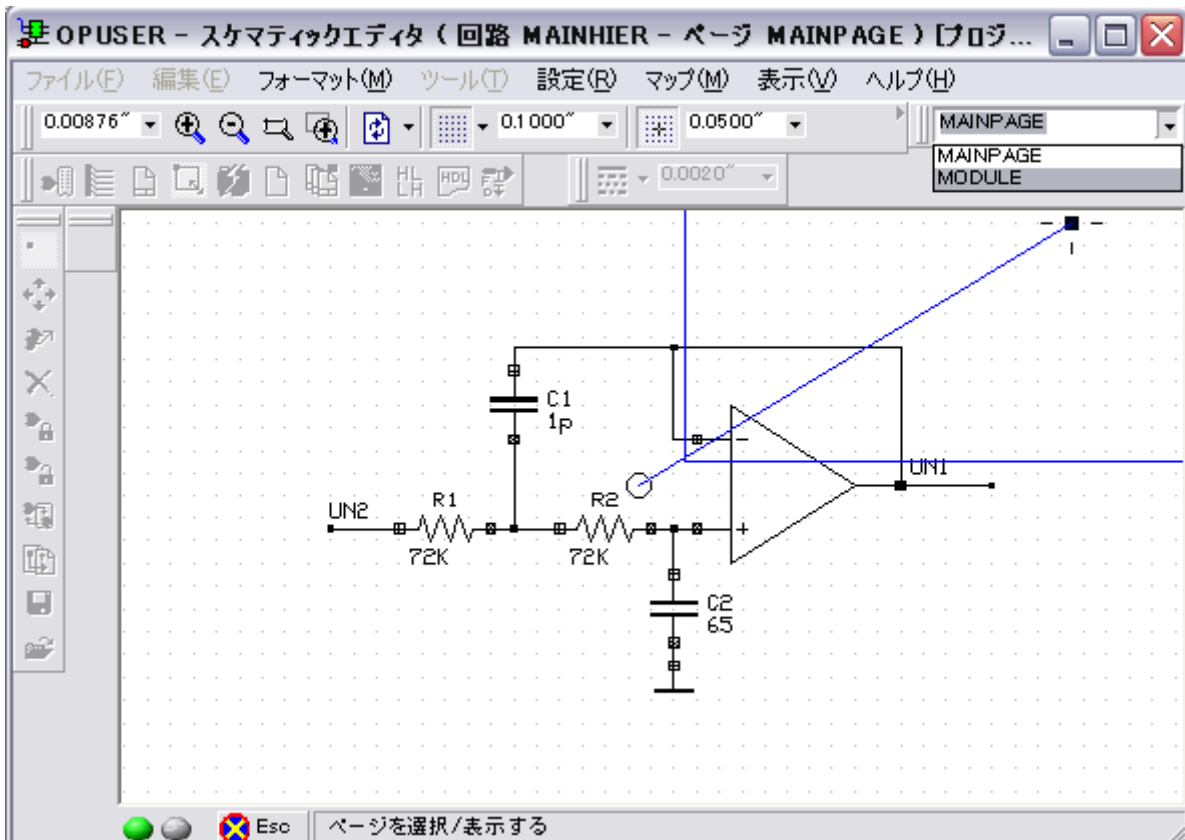 OPUSER - スケマティックエディタ ( 回路 MAINHIER - ページ MAINPAGE ) [プロジ...
ファイル(F) 編集(E) フォーマット(M) ツール(T) 設定(R) マップ(M) 表示(V) ヘルプ(H)
0.00876" 0.1000" 0.0500" MAINPAGE
MAINPAGE
MODULE
HL
LH
HDL
0.0020"
C1
1p
UN1
UN2
R1
72K
R2
72K
-
+
C2
65
Esc ページを選択/表示する